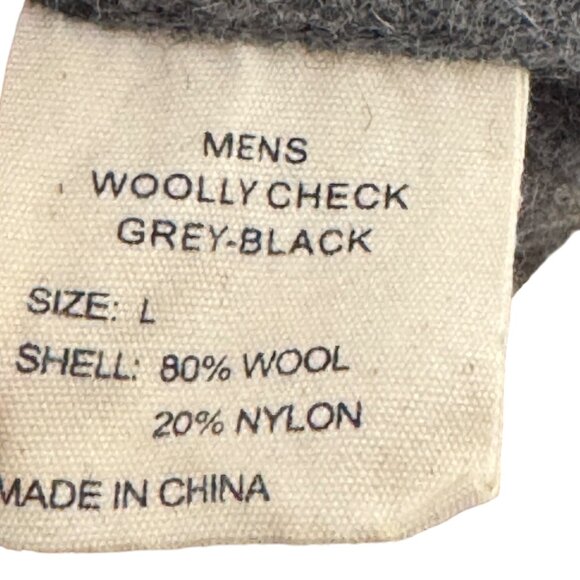 MENS
WOOLLY CHECK
GREY-BLACK
SIZE: L
SHELL: 80% WOOL
20% NYLON
MADE IN CHINA